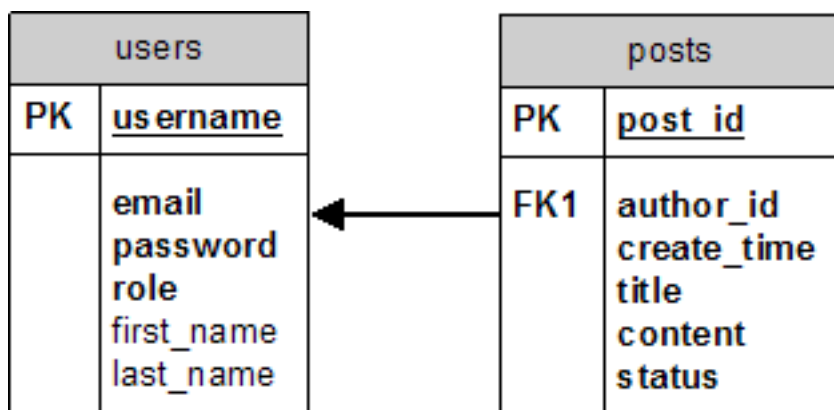 users
PK username
email
password
role
first_name
last_name
posts
PK post_id
FK1 author_id
create_time
title
content
status